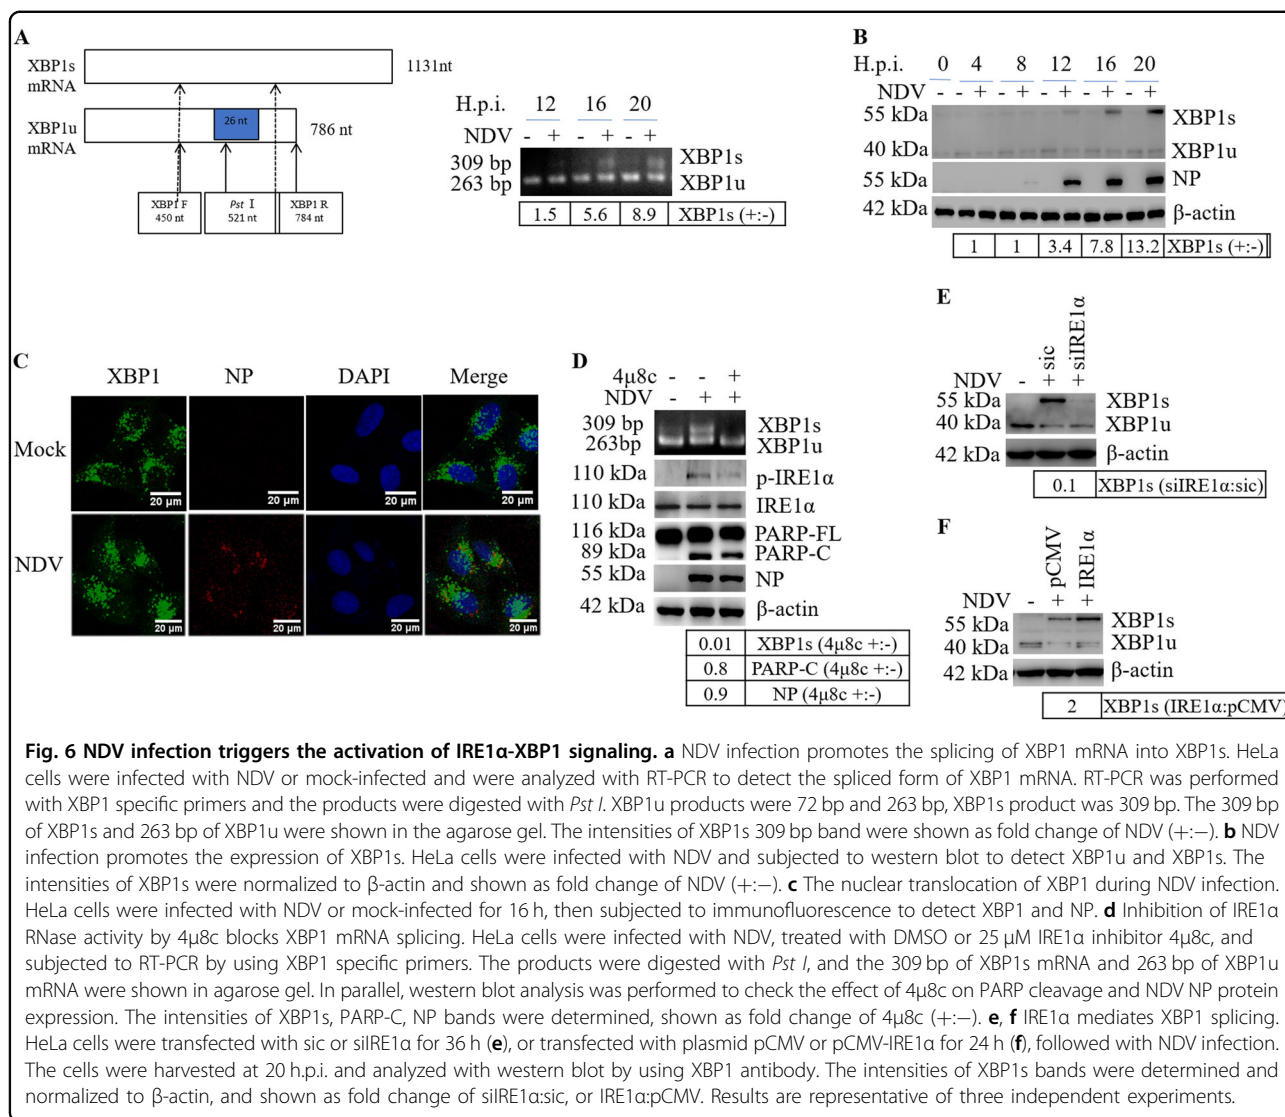 A
XBP1s
mRNA
1131nt
XBP1u
mRNA
26 nt
786 nt
XBP1 F
450 nt
Pst I
521 nt
XBP1 R
784 nt
H.p.i. 12 16 20
NDV - + - + - +
309 bp XBP1s
263 bp XBP1u
1.5 5.6 8.9 XBP1s (+:-)
B
H.p.i. 0 4 8 12 16 20
NDV - - + - + - + - + - +
55 kDa XBP1s
40 kDa XBP1u
55 kDa NP
42 kDa β-actin
1 1 3.4 7.8 13.2 XBP1s (+:-)
C
XBP1 NP DAPI Merge
Mock
20 µm 20 µm 20 µm 20 µm
NDV
20 µm 20 µm 20 µm 20 µm
D
4µ8c - - +
NDV - + +
309 bp XBP1s
263bp XBP1u
110 kDa p-IRE1α
110 kDa IRE1α
116 kDa PARP-FL
89 kDa PARP-C
55 kDa NP
42 kDa β-actin
0.01 XBP1s (4µ8c +:-)
0.8 PARP-C (4µ8c +:-)
0.9 NP (4µ8c +:-)
E
sic siIRE1α
NDV - + +
55 kDa XBP1s
40 kDa XBP1u
42 kDa β-actin
0.1 XBP1s (siIRE1α:sic)
F
pCMV IRE1α
NDV - + +
55 kDa XBP1s
40 kDa XBP1u
42 kDa β-actin
2 XBP1s (IRE1α:pCMV)
Fig. 6 NDV infection triggers the activation of IRE1α-XBP1 signaling. a NDV infection promotes the splicing of XBP1 mRNA into XBP1s. HeLa
cells were infected with NDV or mock-infected and were analyzed with RT-PCR to detect the spliced form of XBP1 mRNA. RT-PCR was performed
with XBP1 specific primers and the products were digested with Pst I. XBP1u products were 72 bp and 263 bp, XBP1s product was 309 bp. The 309 bp
of XBP1s and 263 bp of XBP1u were shown in the agarose gel. The intensities of XBP1s 309 bp band were shown as fold change of NDV (+:−). b NDV
infection promotes the expression of XBP1s. HeLa cells were infected with NDV and subjected to western blot to detect XBP1u and XBP1s. The
intensities of XBP1s were normalized to β-actin and shown as fold change of NDV (+:−). c The nuclear translocation of XBP1 during NDV infection.
HeLa cells were infected with NDV or mock-infected for 16 h, then subjected to immunofluorescence to detect XBP1 and NP. d Inhibition of IRE1α
RNase activity by 4µ8c blocks XBP1 mRNA splicing. HeLa cells were infected with NDV, treated with DMSO or 25 µM IRE1α inhibitor 4µ8c, and
subjected to RT-PCR by using XBP1 specific primers. The products were digested with Pst I, and the 309 bp of XBP1s mRNA and 263 bp of XBP1u
mRNA were shown in agarose gel. In parallel, western blot analysis was performed to check the effect of 4µ8c on PARP cleavage and NDV NP protein
expression. The intensities of XBP1s, PARP-C, NP bands were determined, shown as fold change of 4µ8c (+:−). e, f IRE1α mediates XBP1 splicing.
HeLa cells were transfected with sic or siIRE1α for 36 h (e), or transfected with plasmid pCMV or pCMV-IRE1α for 24 h (f), followed with NDV infection.
The cells were harvested at 20 h.p.i. and analyzed with western blot by using XBP1 antibody. The intensities of XBP1s bands were determined and
normalized to β-actin, and shown as fold change of siIRE1α:sic, or IRE1α:pCMV. Results are representative of three independent experiments.